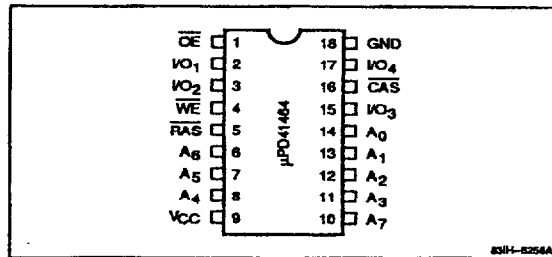 OE 1 18 GND
I/O1 2 17 I/O4
I/O2 3 16 CAS
WE 4 15 I/O3
RAS 5 14 A0
A6 6 13 A1
A5 7 12 A2
A4 8 11 A3
VCC 9 10 A7
μPD41464
83IH-5256A